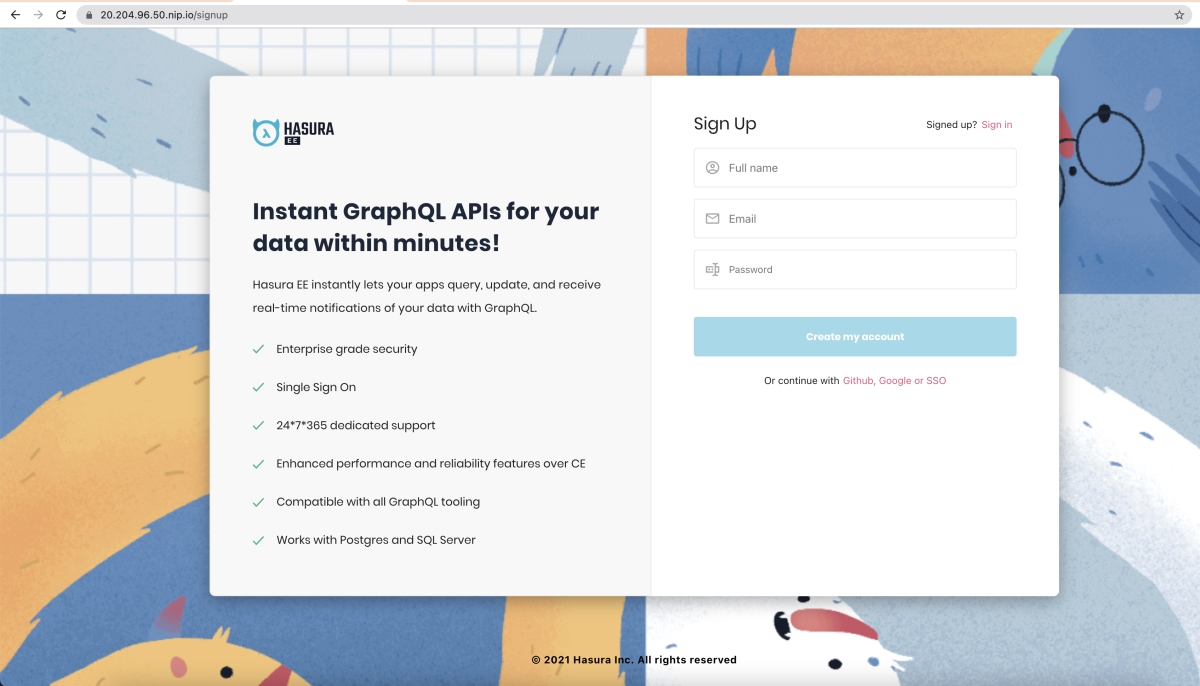 20.204.96.50.nip.io/signup
HASURA
EE
Instant GraphQL APIs for your
data within minutes!
Hasura EE instantly lets your apps query, update, and receive
real-time notifications of your data with GraphQL.
Enterprise grade security
Single Sign On
24*7*365 dedicated support
Enhanced performance and reliability features over CE
Compatible with all GraphQL tooling
Works with Postgres and SQL Server
Sign Up
Signed up? Sign in
Full name
Email
Password
Create my account
Or continue with Github, Google or SSO
© 2021 Hasura Inc. All rights reserved